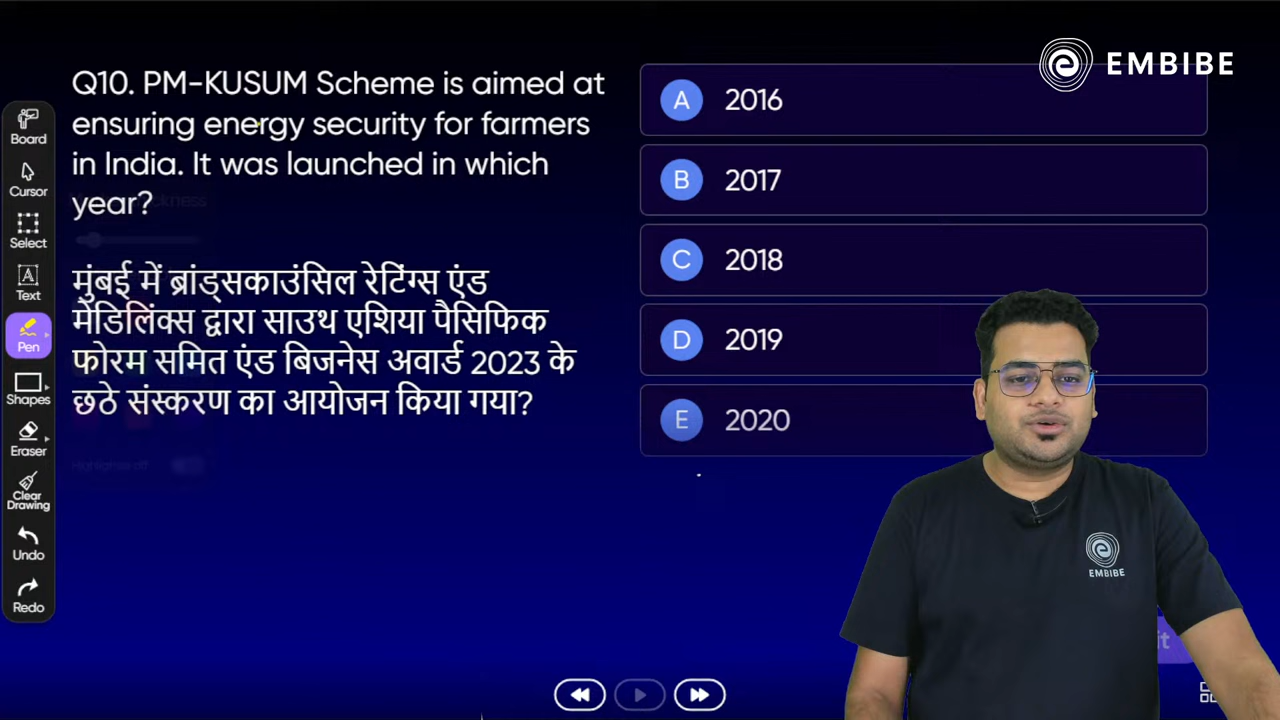 EMBIBE
Q10. PM-KUSUM Scheme is aimed at
ensuring energy security for farmers
in India. It was launched in which
year?
मुंबई में ब्रांड्सकाउंसिल रेटिंग्स एंड
मेडिलिंक्स द्वारा साउथ एशिया पैसिफिक
फोरम समित एंड बिजनेस अवार्ड 2023 के
छठे संस्करण का आयोजन किया गया?
A 2016
B 2017
C 2018
D 2019
E 2020
Board
Cursor
Select
Text
Pen
Shapes
Eraser
Clear
Drawing
Undo
Redo
EMBIBE